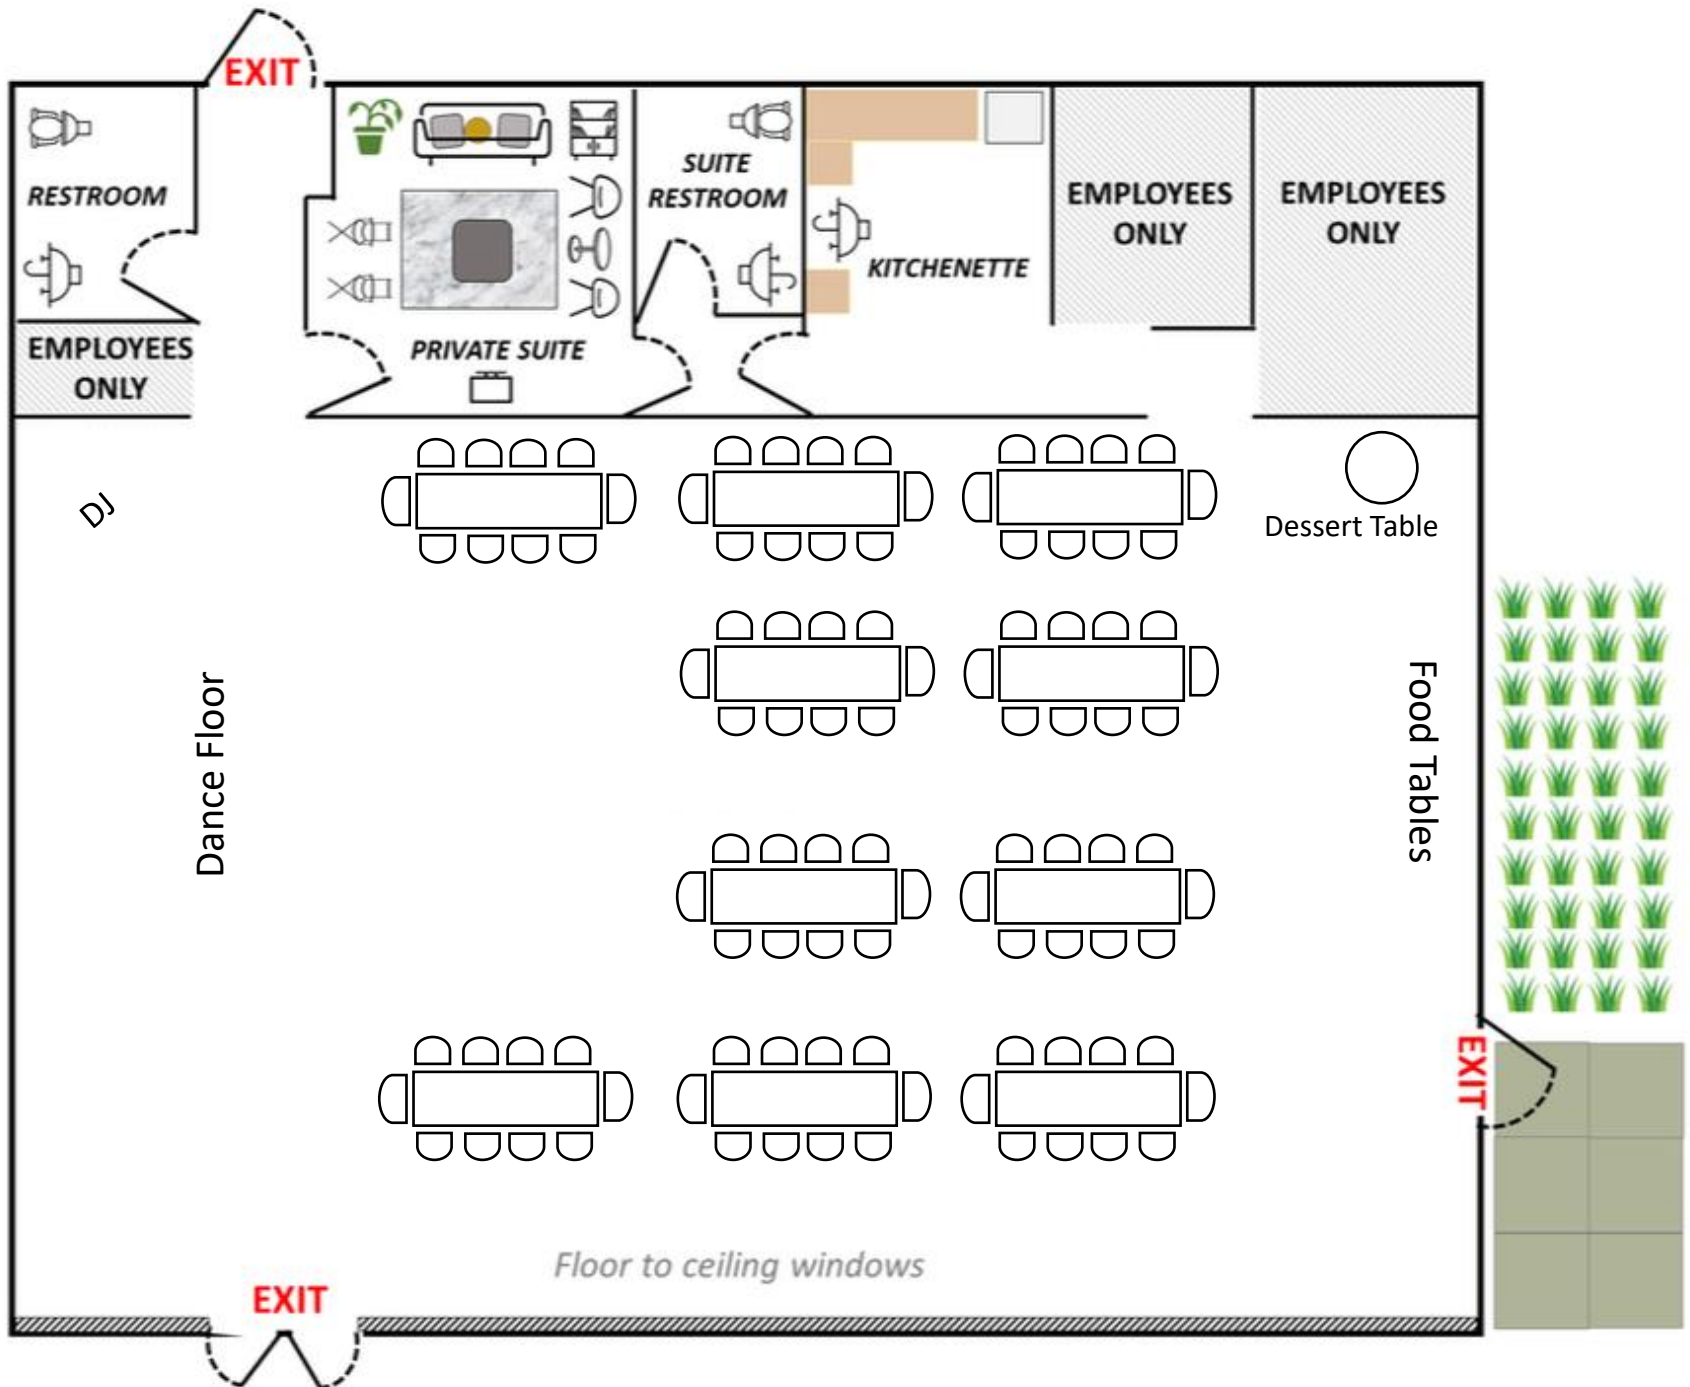 EXIT
RESTROOM
SUITE
RESTROOM
EMPLOYEES
ONLY
EMPLOYEES
ONLY
KITCHENETTE
EMPLOYEES
ONLY
PRIVATE SUITE
DJ
Dessert Table
Dance Floor
Food Tables
EXIT
Floor to ceiling windows
EXIT